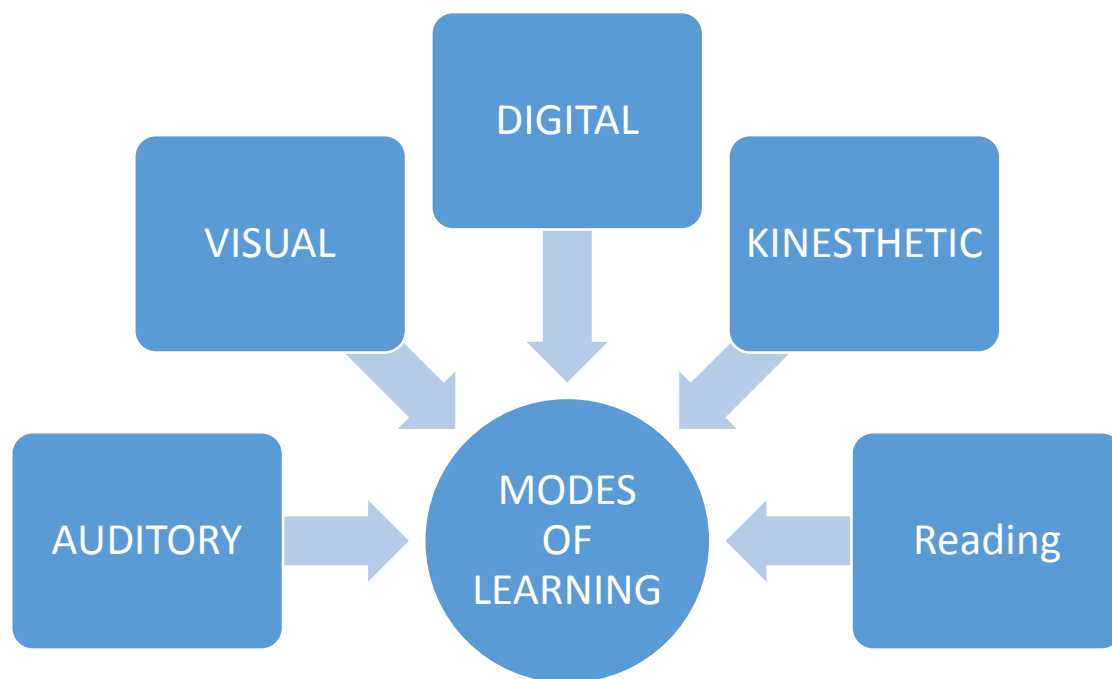 DIGITAL
VISUAL
KINESTHETIC
AUDITORY
MODES
OF
LEARNING
Reading